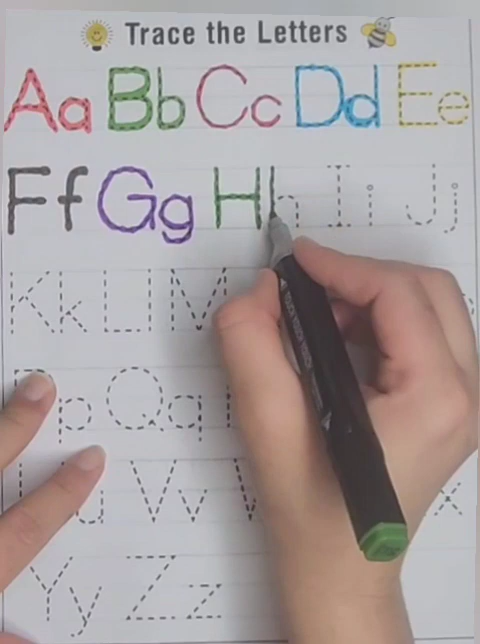 Trace the Letters
Aa Bb Cc Dd Ee
Ff Gg Hh Ii Jj
Kk Ll M
p Qq
u Vv x
Yy Zz